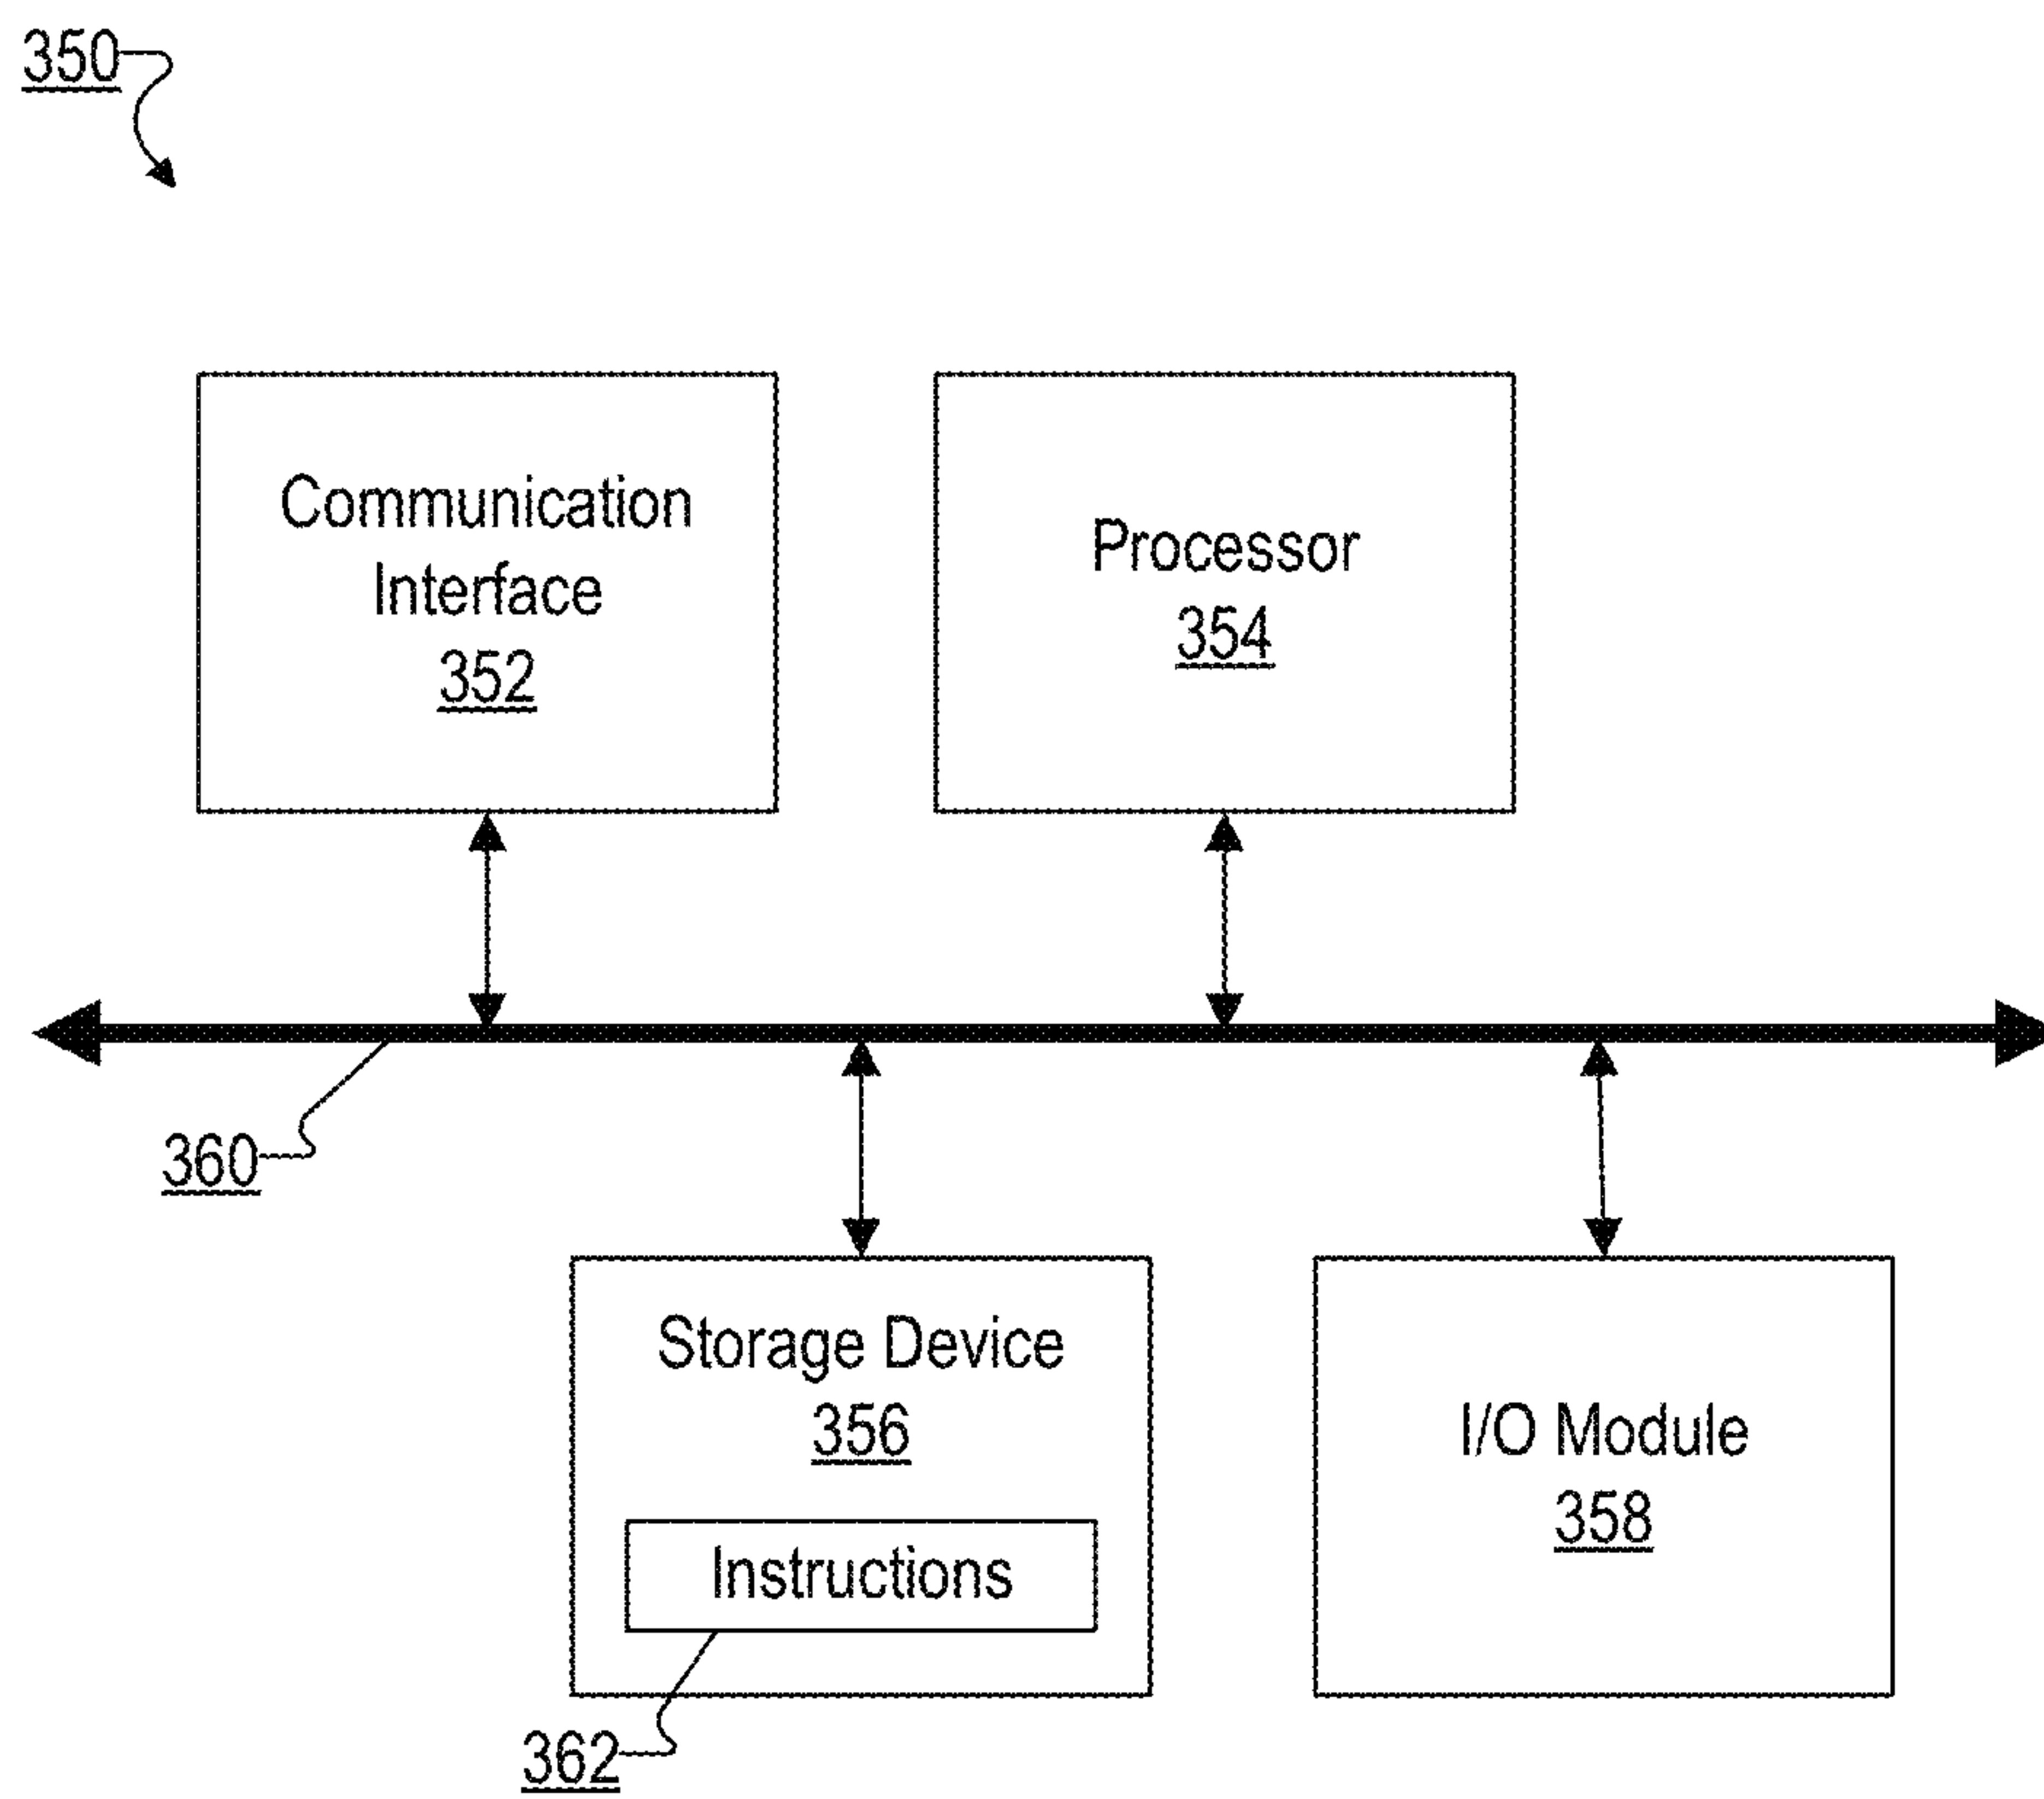 350
Communication
Interface
352
Processor
354
360
Storage Device
356
Instructions
362
I/O Module
358